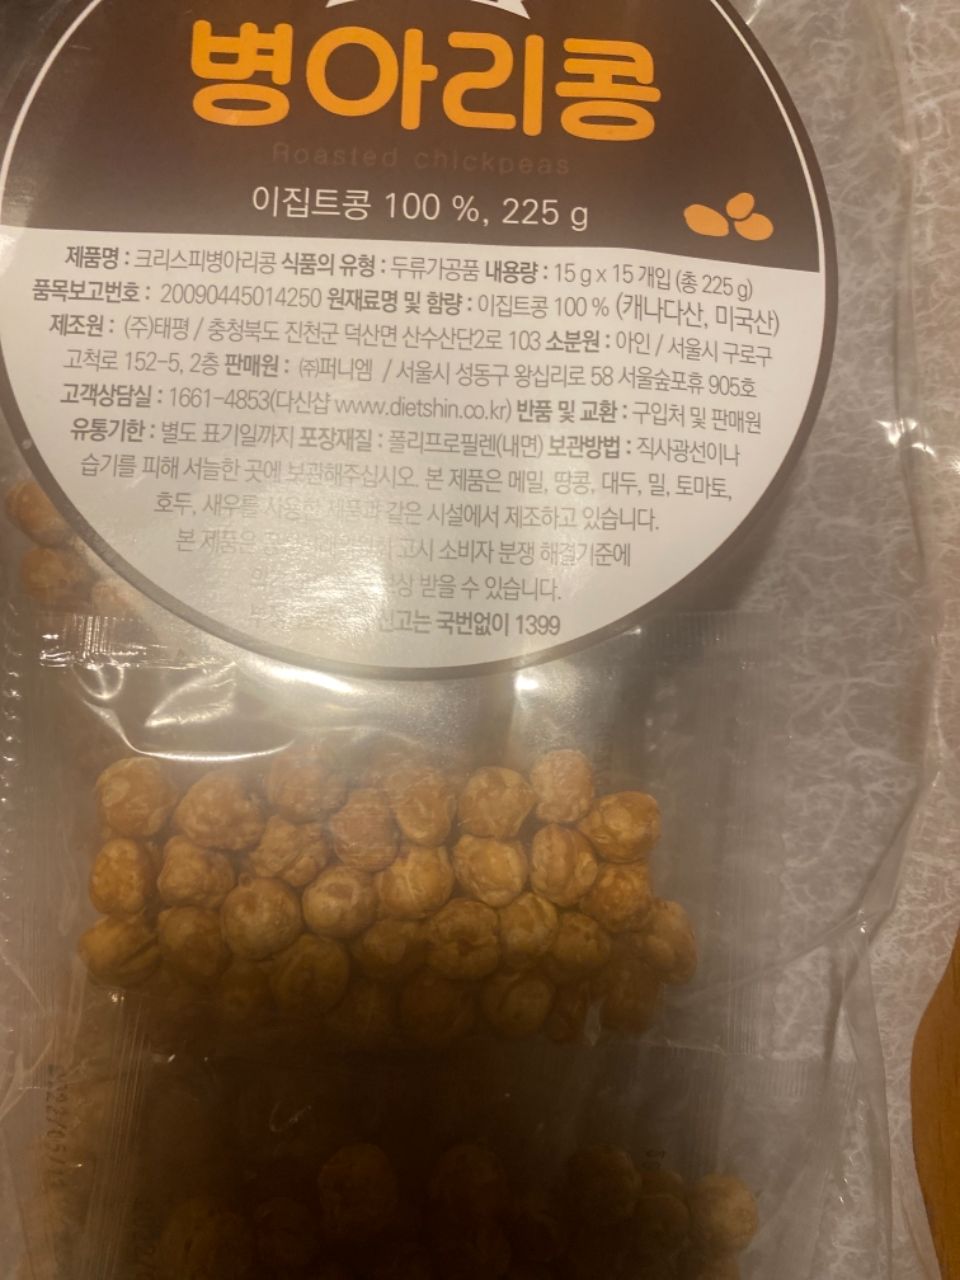 병아리콩
Roasted chickpeas
이집트콩 100 %, 225 g
제품명 : 크리스피병아리콩 식품의 유형 : 두류가공품 내용량 : 15 g x 15 개입 (총 225 g)
품목보고번호 : 20090445014250 원재료명 및 함량 : 이집트콩 100 % (캐나다산, 미국산)
제조원 : (주)태평 / 충청북도 진천군 덕산면 산수산단2로 103 소분원 : 아인 / 서울시 구로구
고척로 152-5, 2층 판매원 : ㈜퍼니엠 / 서울시 성동구 왕십리로 58 서울숲포휴 905호
고객상담실 : 1661-4853(다신샵 www.dietshin.co.kr) 반품 및 교환 : 구입처 및 판매원
유통기한 : 별도 표기일까지 포장재질 : 폴리프로필렌(내면) 보관방법 : 직사광선이나
습기를 피해 서늘한 곳에 보관해주십시오. 본 제품은 메밀, 땅콩, 대두, 밀, 토마토,
호두, 새우를 사용한 제품과 같은 시설에서 제조하고 있습니다.
본 제품은 고시 소비자 분쟁 해결기준에
받을 수 있습니다.
신고는 국번없이 1399